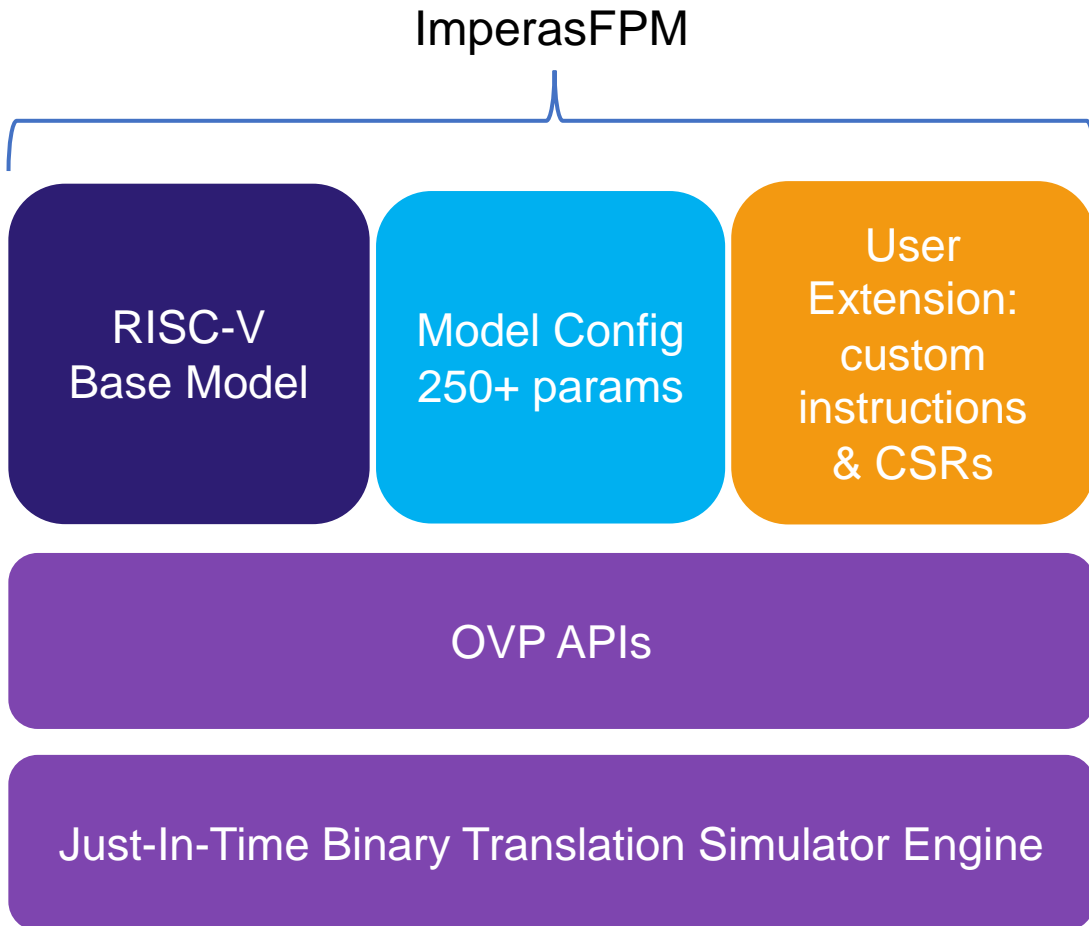 ImperasFPM
RISC-V
Base Model
Model Config
250+ params
User
Extension:
custom
instructions
& CSRs
OVP APIs
Just-In-Time Binary Translation Simulator Engine